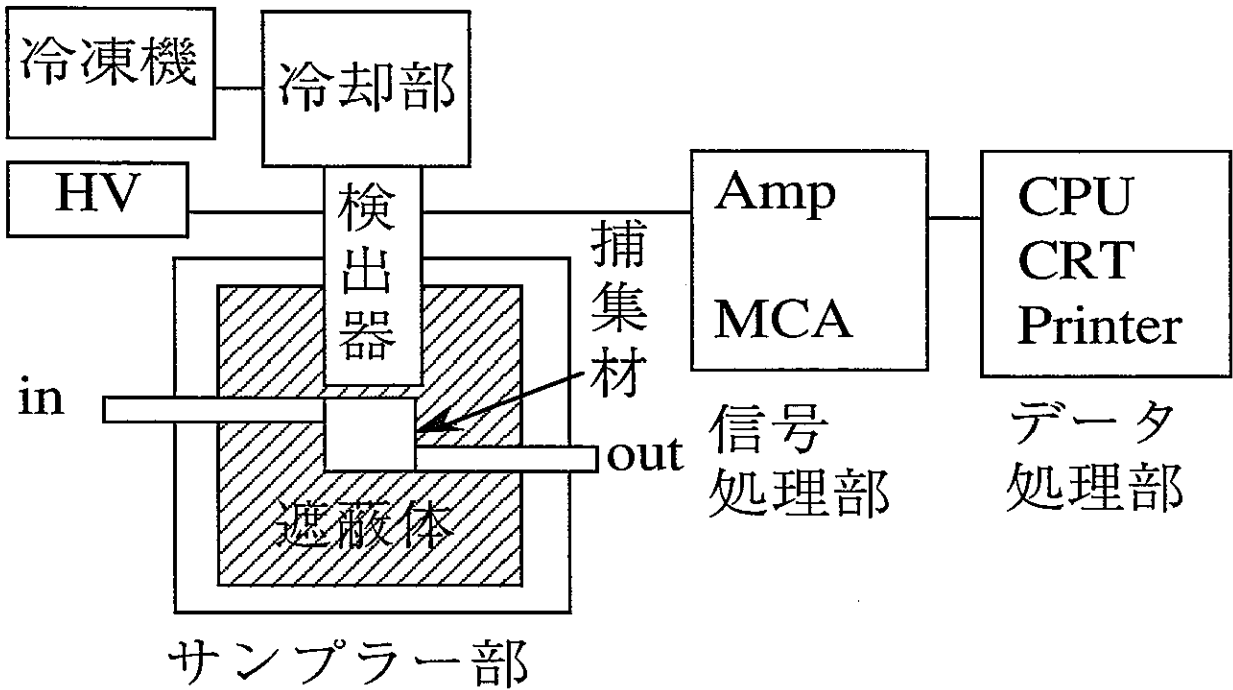 冷凍機
冷却部
HV
検出器
捕集材
Amp
MCA
CPU
CRT
Printer
in
out
信号
処理部
データ
処理部
遮蔽体
サンプラー部